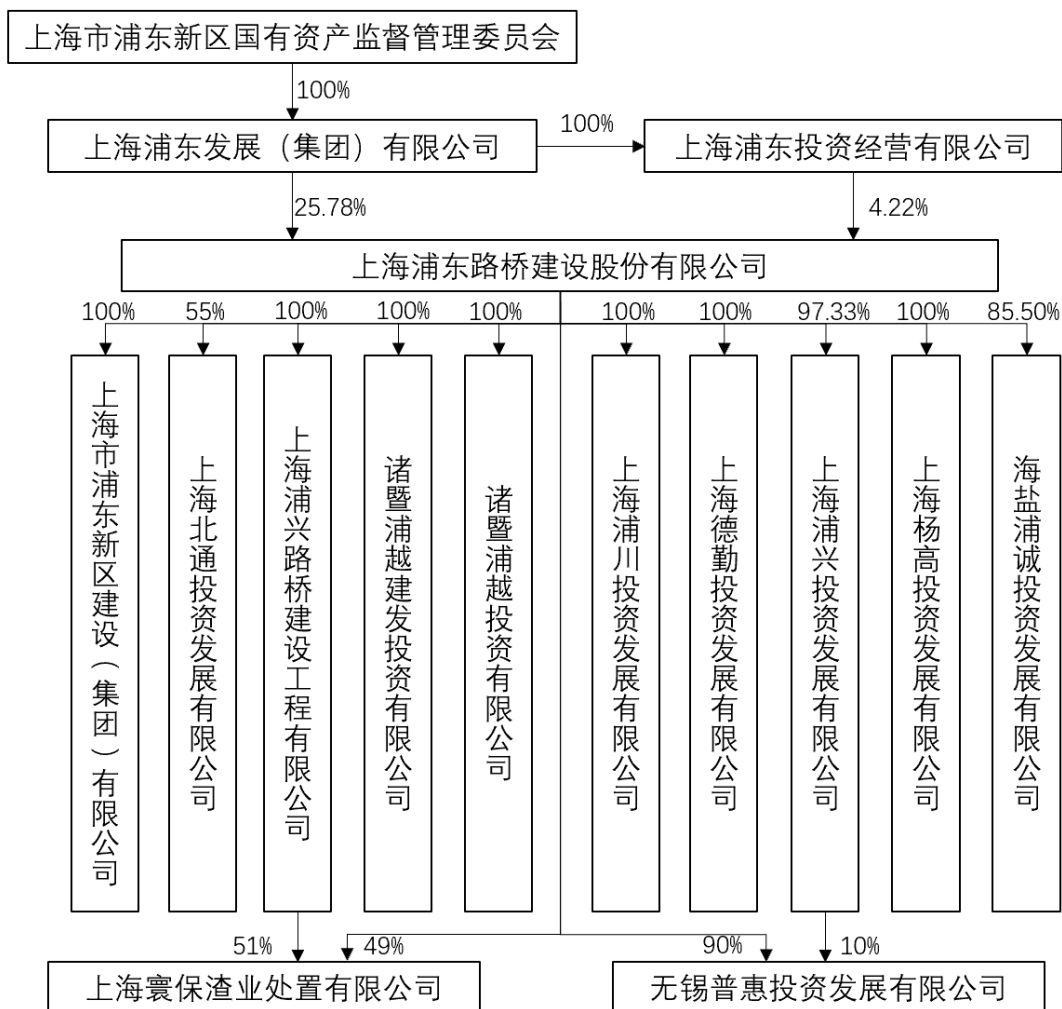 上海市浦东新区国有资产监督管理委员会
100%
上海浦东发展（集团）有限公司
100%
上海浦东投资经营有限公司
25.78%
4.22%
上海浦东路桥建设股份有限公司
100%
55%
100%
100%
100%
100%
100%
97.33%
100%
85.50%
上海市浦东新区建设（集团）有限公司
上海北通投资发展有限公司
上海浦兴路桥建设工程有限公司
诸暨浦越建发投资有限公司
诸暨浦越投资有限公司
上海浦川投资发展有限公司
上海德勤投资发展有限公司
上海浦兴投资发展有限公司
上海杨高投资发展有限公司
海盐浦诚投资发展有限公司
51%
49%
90%
10%
上海寰保渣业处置有限公司
无锡普惠投资发展有限公司